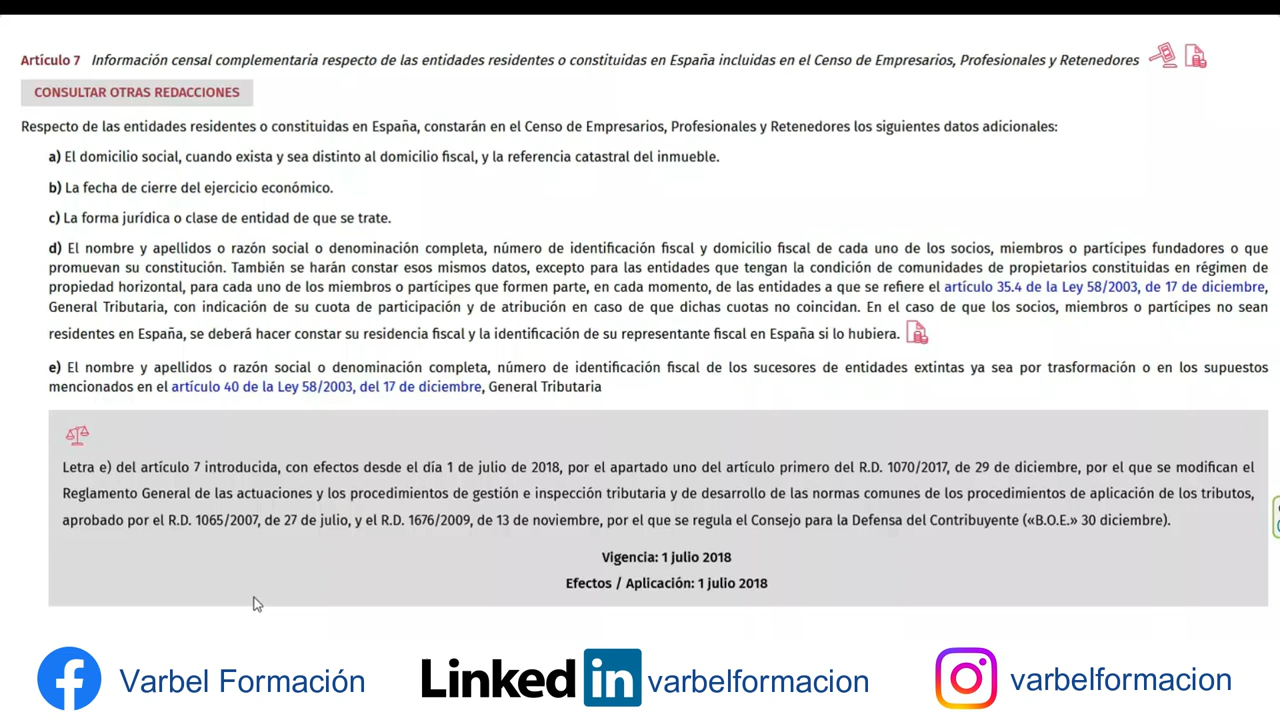 Artículo 7 Información censal complementaria respecto de las entidades residentes o constituidas en España incluidas en el Censo de Empresarios, Profesionales y Retenedores
CONSULTAR OTRAS REDACCIONES
Respecto de las entidades residentes o constituidas en España, constarán en el Censo de Empresarios, Profesionales y Retenedores los siguientes datos adicionales:
a) El domicilio social, cuando exista y sea distinto al domicilio fiscal, y la referencia catastral del inmueble.
b) La fecha de cierre del ejercicio económico.
c) La forma jurídica o clase de entidad de que se trate.
d) El nombre y apellidos o razón social o denominación completa, número de identificación fiscal y domicilio fiscal de cada uno de los socios, miembros o partícipes fundadores o que
promuevan su constitución. También se harán constar esos mismos datos, excepto para las entidades que tengan la condición de comunidades de propietarios constituidas en régimen de
propiedad horizontal, para cada uno de los miembros o partícipes que formen parte, en cada momento, de las entidades a que se refiere el artículo 35.4 de la Ley 58/2003, de 17 de diciembre,
General Tributaria, con indicación de su cuota de participación y de atribución en caso de que dichas cuotas no coincidan. En el caso de que los socios, miembros o partícipes no sean
residentes en España, se deberá hacer constar su residencia fiscal y la identificación de su representante fiscal en España si lo hubiera.
e) El nombre y apellidos o razón social o denominación completa, número de identificación fiscal de los sucesores de entidades extintas ya sea por trasformación o en los supuestos
mencionados en el artículo 40 de la Ley 58/2003, del 17 de diciembre, General Tributaria
Letra e) del artículo 7 introducida, con efectos desde el día 1 de julio de 2018, por el apartado uno del artículo primero del R.D. 1070/2017, de 29 de diciembre, por el que se modifican el
Reglamento General de las actuaciones y los procedimientos de gestión e inspección tributaria y de desarrollo de las normas comunes de los procedimientos de aplicación de los tributos,
aprobado por el R.D. 1065/2007, de 27 de julio, y el R.D. 1676/2009, de 13 de noviembre, por el que se regula el Consejo para la Defensa del Contribuyente («B.O.E.» 30 diciembre).
Vigencia: 1 julio 2018
Efectos / Aplicación: 1 julio 2018
Varbel Formación
Linked in varbelformacion
varbelformacion